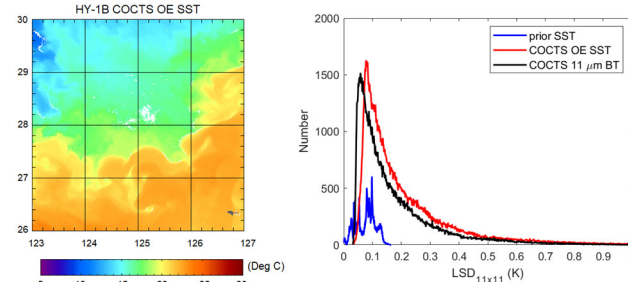 HY-1B COCTS OE SST
30
29
28
27
26
123 124 125 126 127
(Deg C)
2000
1500
1000
500
0
Number
prior SST
COCTS OE SST
COCTS 11 μm BT
0 0.1 0.2 0.3 0.4 0.5 0.6 0.7 0.8 0.9
LSD11x11 (K)